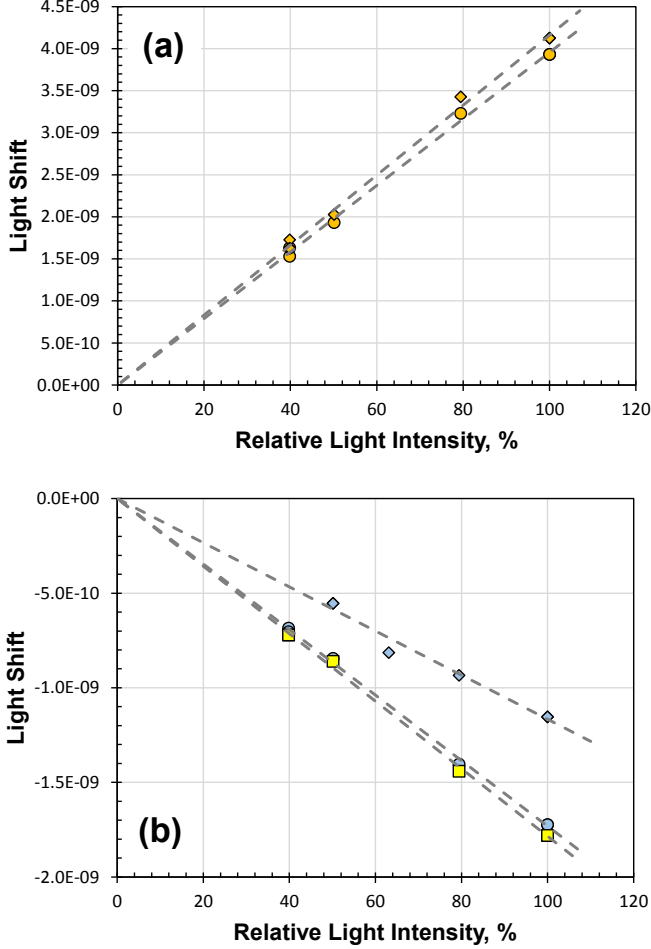 4.5E-09
(a)
4.0E-09
3.5E-09
3.0E-09
2.5E-09
2.0E-09
1.5E-09
1.0E-09
5.0E-10
0.0E+00
Light Shift
0 20 40 60 80 100 120
Relative Light Intensity, %
0.0E+00
-5.0E-10
-1.0E-09
-1.5E-09
-2.0E-09
Light Shift
(b)
0 20 40 60 80 100 120
Relative Light Intensity, %